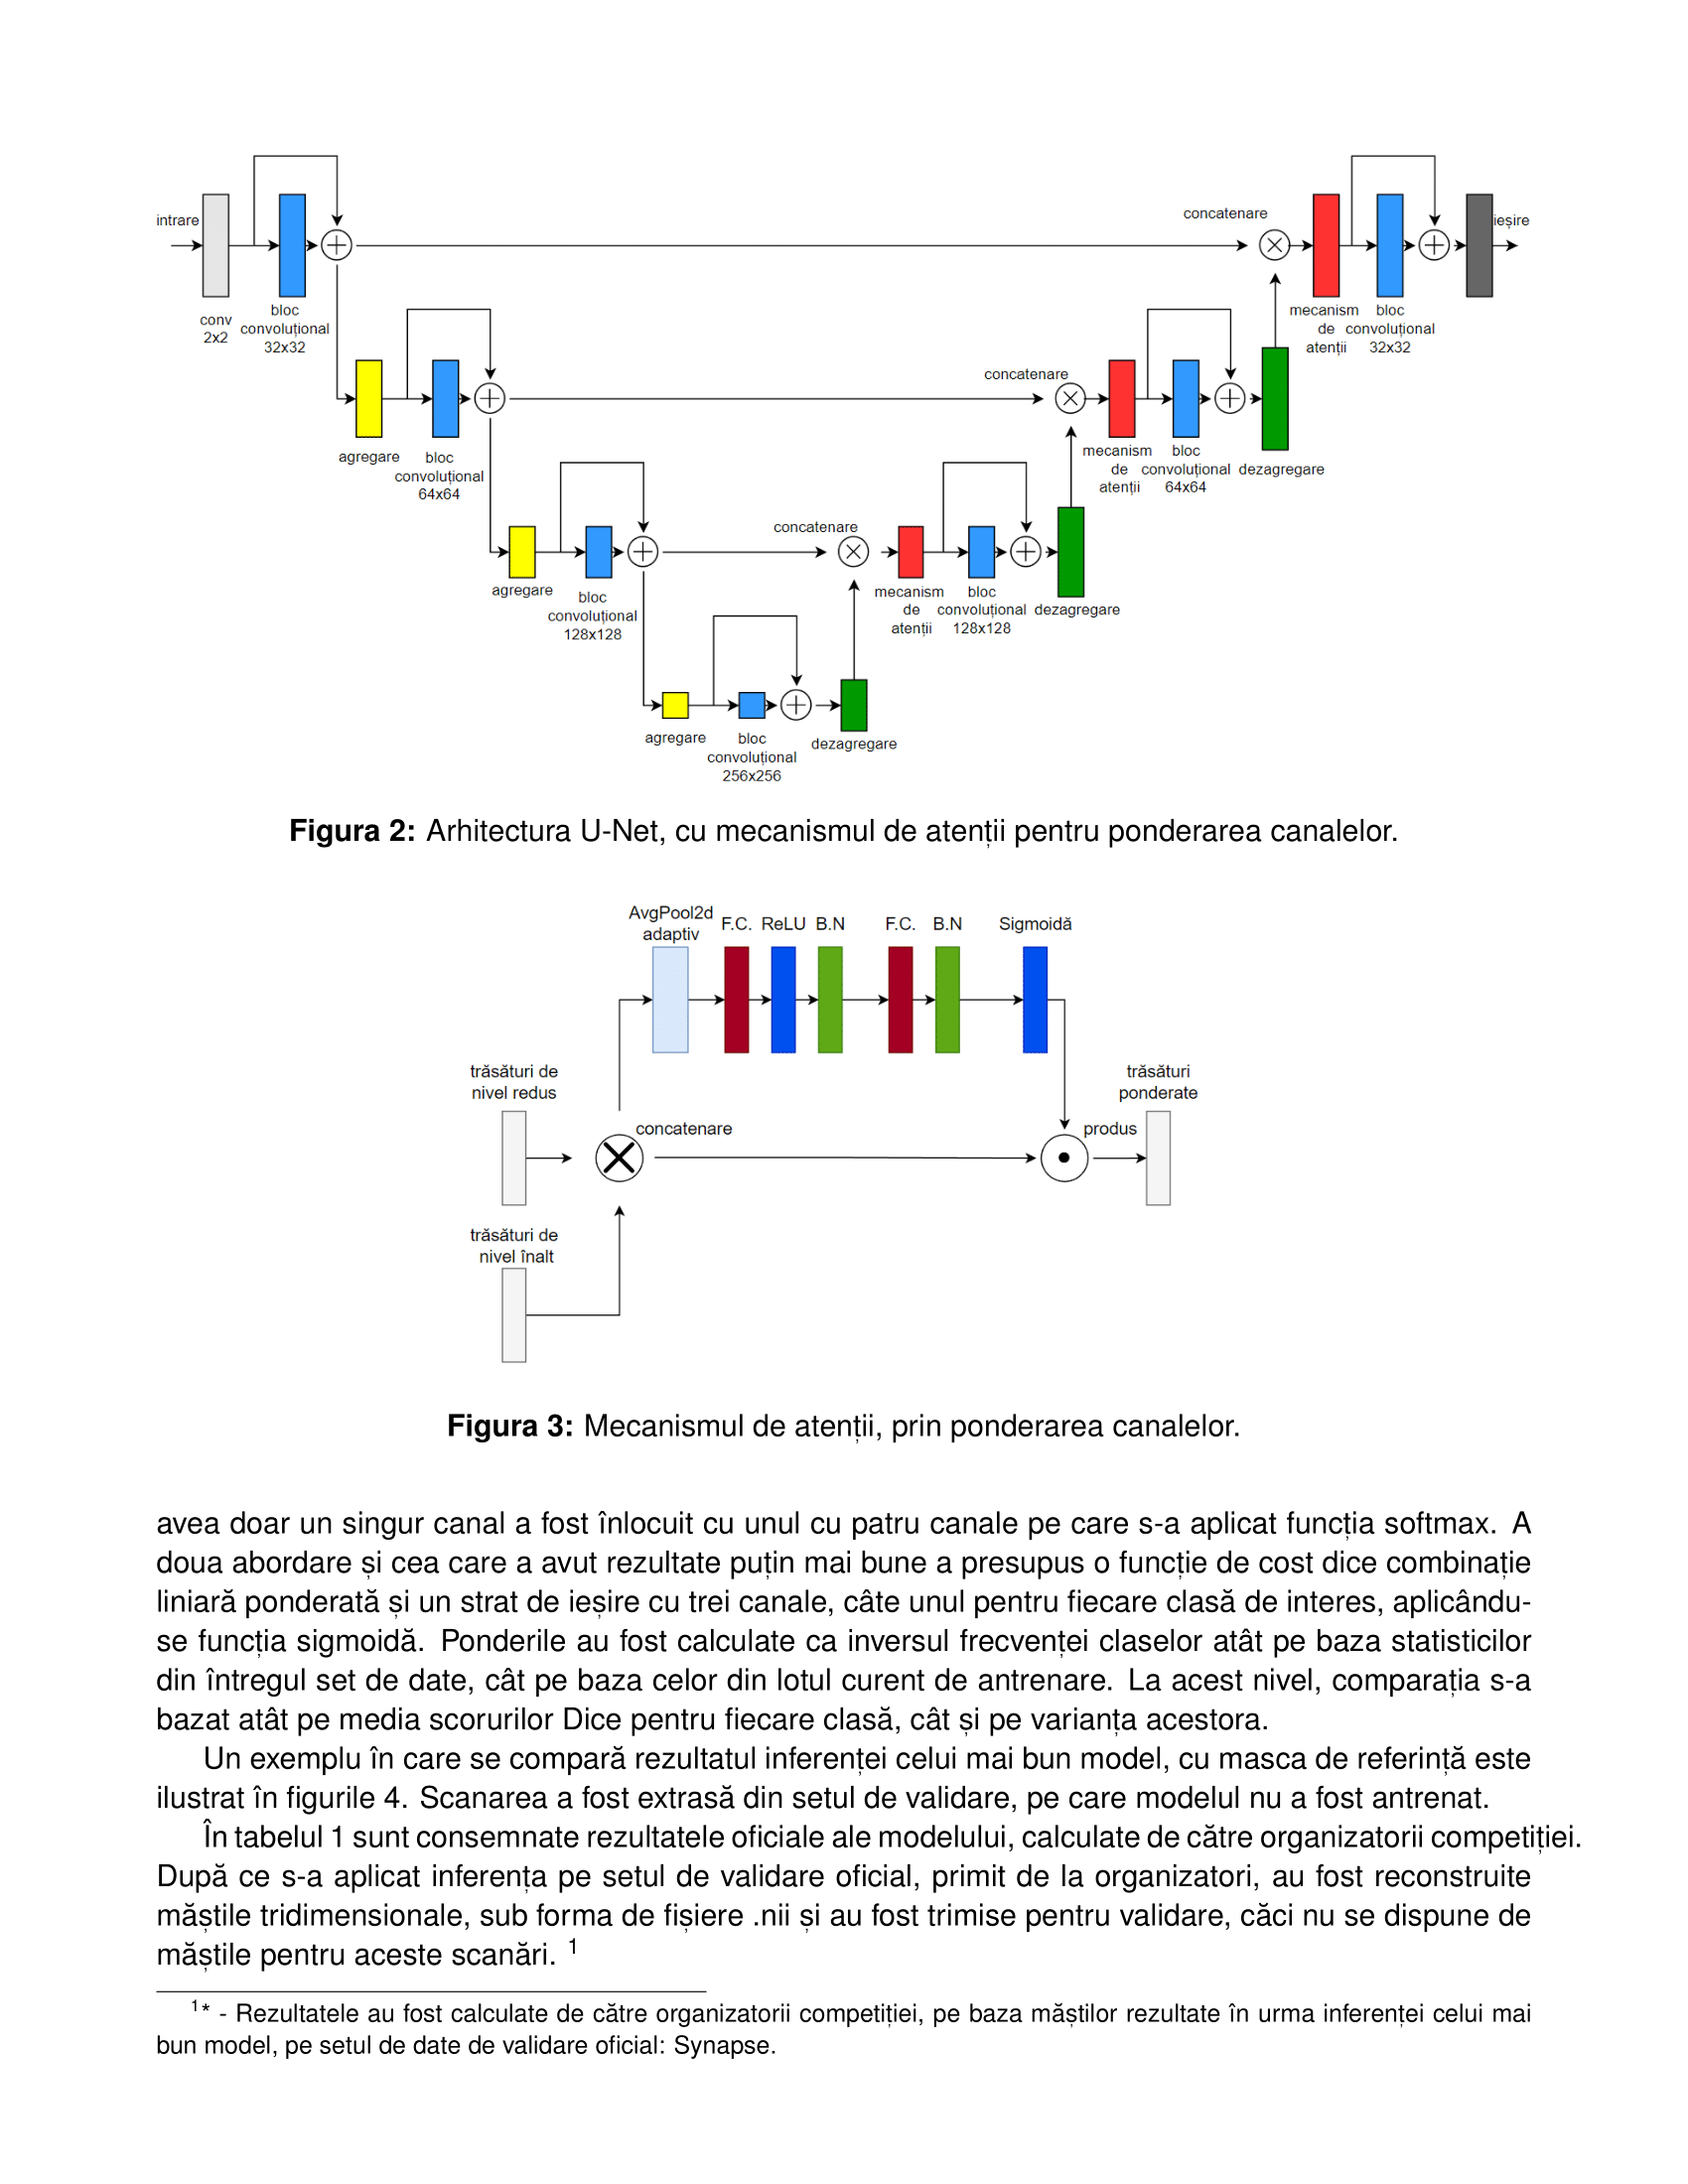 intrare
conv
2x2
bloc
convoluțional
32x32
concatenare
mecanism
de
atenții
bloc
convoluțional
32x32
ieșire
agregare
bloc
convoluțional
64x64
concatenare
mecanism
de
atenții
bloc
convoluțional
64x64
dezagregare
agregare
bloc
convoluțional
128x128
concatenare
mecanism
de
atenții
bloc
convoluțional
128x128
dezagregare
agregare
bloc
convoluțional
256x256
dezagregare
Figura 2: Arhitectura U-Net, cu mecanismul de atenții pentru ponderarea canalelor.
AvgPool2d
adaptiv
F.C.
ReLU
B.N
F.C.
B.N
Sigmoidă
trăsături de
nivel redus
concatenare
produs
trăsături
ponderate
trăsături de
nivel înalt
Figura 3: Mecanismul de atenții, prin ponderarea canalelor.
avea doar un singur canal a fost înlocuit cu unul cu patru canale pe care s-a aplicat funcția softmax. A
doua abordare și cea care a avut rezultate puțin mai bune a presupus o funcție de cost dice combinație
liniară ponderată și un strat de ieșire cu trei canale, câte unul pentru fiecare clasă de interes, aplicându-
se funcția sigmoidă. Ponderile au fost calculate ca inversul frecvenței claselor atât pe baza statisticilor
din întregul set de date, cât pe baza celor din lotul curent de antrenare. La acest nivel, comparația s-a
bazat atât pe media scorurilor Dice pentru fiecare clasă, cât și pe varianța acestora.
Un exemplu în care se compară rezultatul inferenței celui mai bun model, cu masca de referință este
ilustrat în figurile 4. Scanarea a fost extrasă din setul de validare, pe care modelul nu a fost antrenat.
În tabelul 1 sunt consemnate rezultatele oficiale ale modelului, calculate de către organizatorii competiției.
După ce s-a aplicat inferența pe setul de validare oficial, primit de la organizatori, au fost reconstruite
măștile tridimensionale, sub forma de fișiere .nii și au fost trimise pentru validare, căci nu se dispune de
măștile pentru aceste scanări. 1
1* - Rezultatele au fost calculate de către organizatorii competiției, pe baza măștilor rezultate în urma inferenței celui mai
bun model, pe setul de date de validare oficial: Synapse.